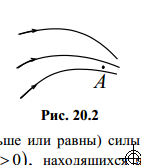 A
Рис. 20.2
ьше или равны) силы
> 0), находящихся